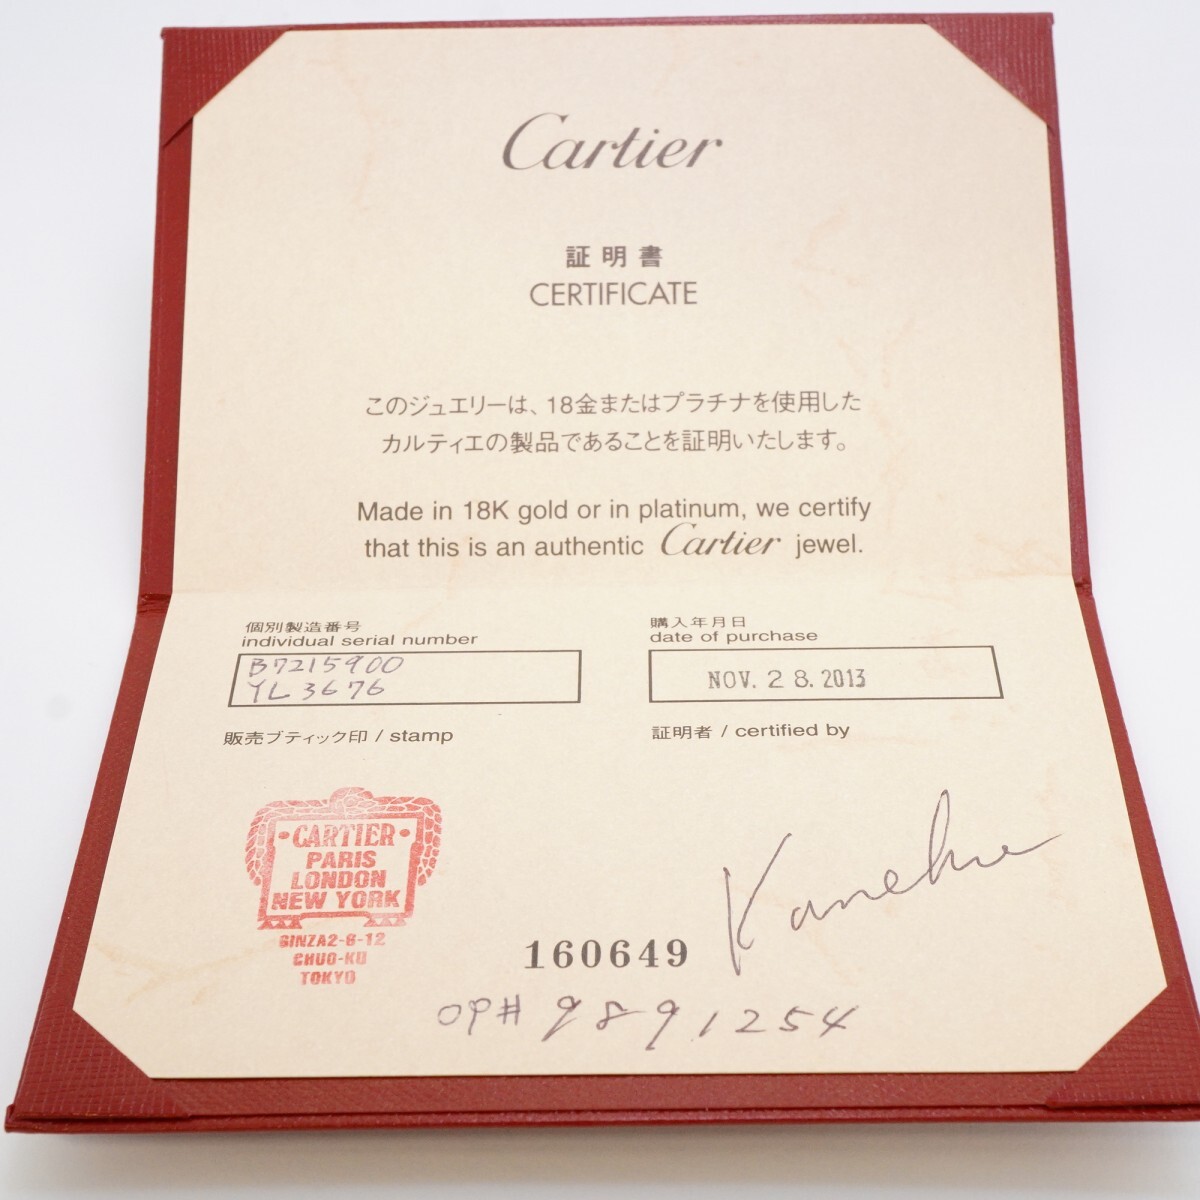 Cartier
証明書
CERTIFICATE
このジュエリーは、18金またはプラチナを使用した
カルティエの製品であることを証明いたします。
Made in 18K gold or in platinum, we certify
that this is an authentic Cartier jewel.
個別製造番号
individual serial number
B7215900
YL3676
購入年月日
date of purchase
NOV. 28.2013
販売ブティック印 / stamp
証明者 / certified by
·CARTIER·
PARIS
LONDON
NEW YORK
GINZA2-6-12
CHUO-KU
TOKYO
160649
OP# 9891254